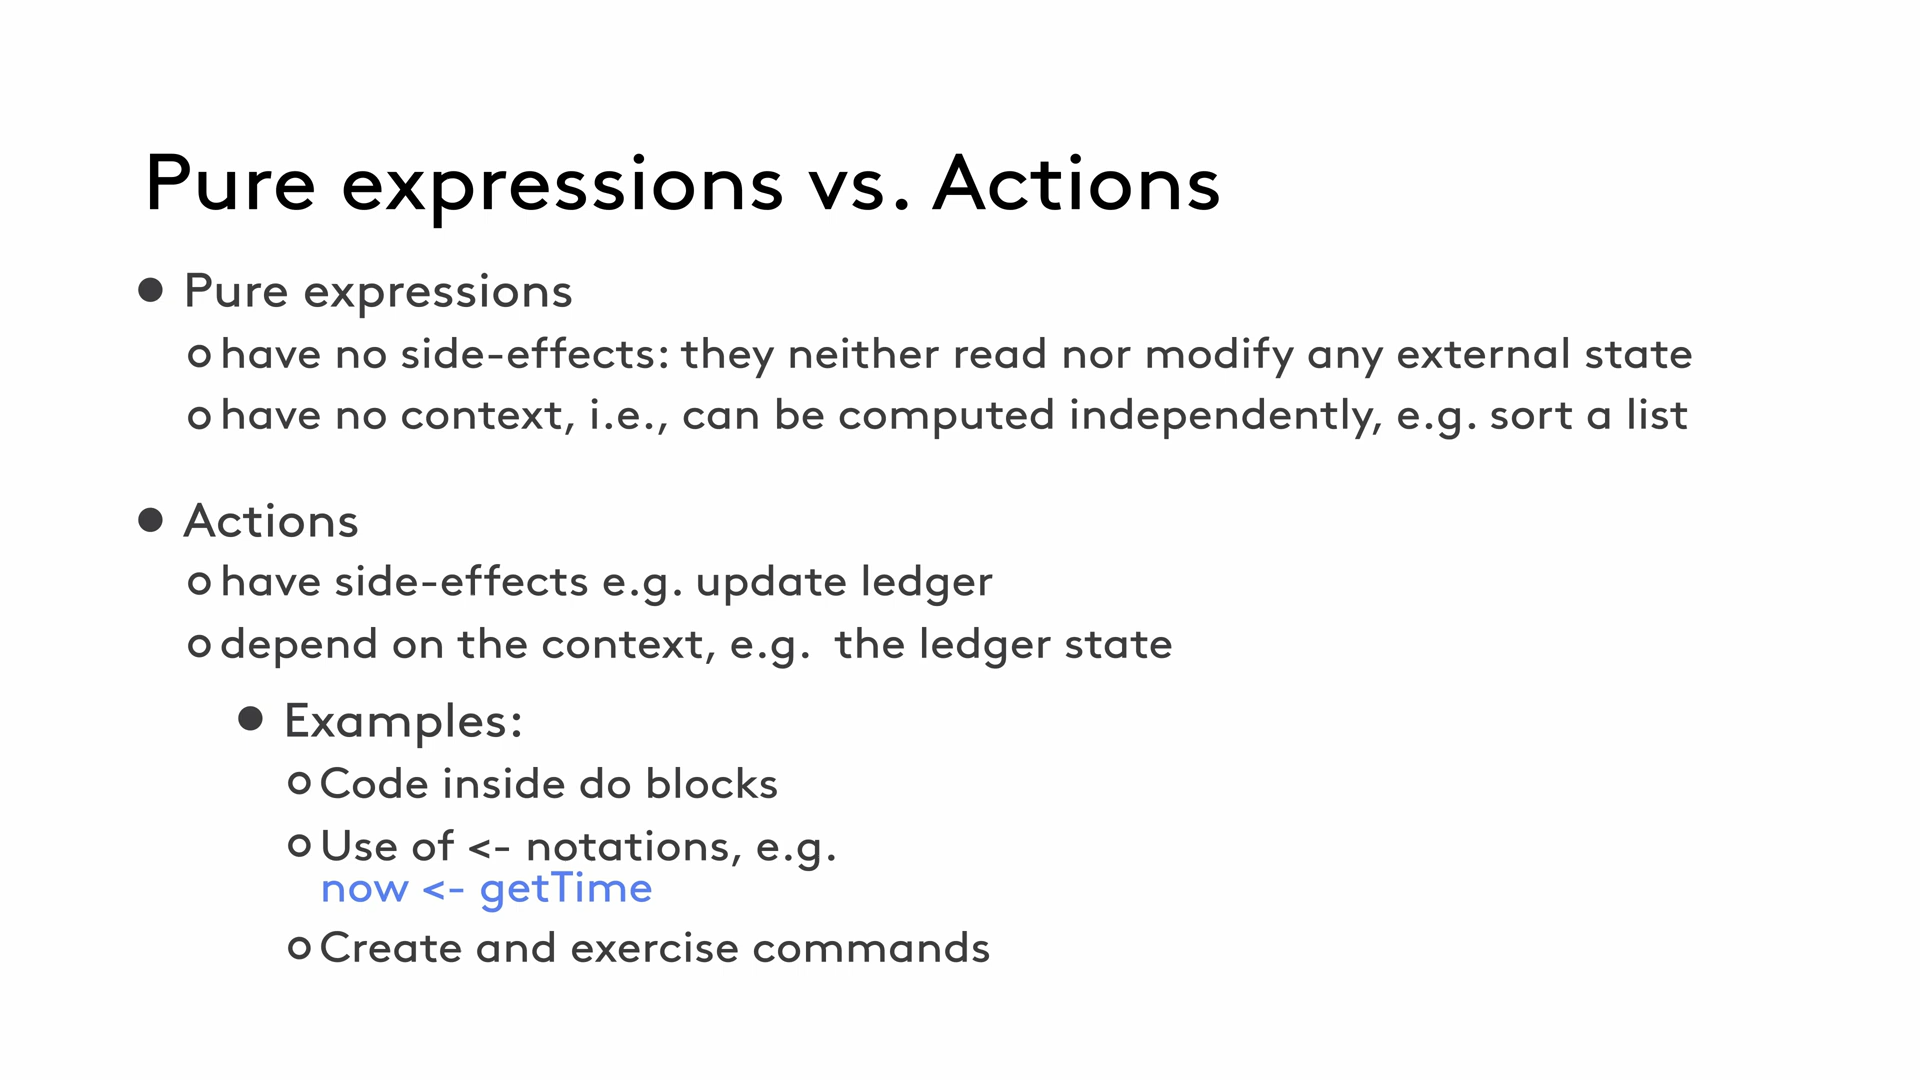 Pure expressions vs. Actions
● Pure expressions
○ have no side-effects: they neither read nor modify any external state
○ have no context, i.e., can be computed independently, e.g. sort a list
● Actions
○ have side-effects e.g. update ledger
○ depend on the context, e.g.  the ledger state
● Examples:
○ Code inside do blocks
○ Use of <- notations, e.g.
now <- getTime
○ Create and exercise commands